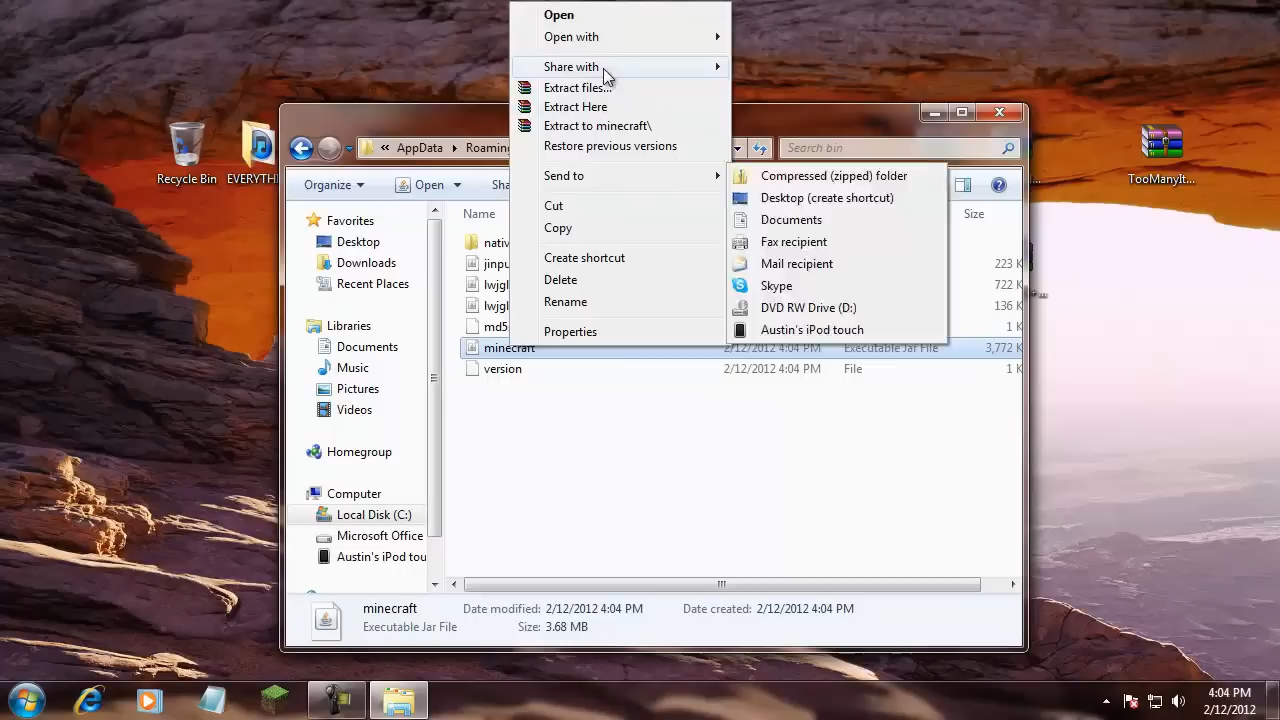 Open
Open with
Share with
Extract files...
Extract Here
Extract to minecraft\
Restore previous versions
Send to
Cut
Copy
Create shortcut
Delete
Rename
Properties
Compressed (zipped) folder
Desktop (create shortcut)
Documents
Fax recipient
Mail recipient
Skype
DVD RW Drive (D:)
Austin's iPod touch
Recycle Bin
EVERYTH
TooManyIt...
« AppData Roaming
Search bin
Organize Open Sha
Name Size
Favorites
Desktop
Downloads
Recent Places
Libraries
Documents
Music
Pictures
Videos
Homegroup
Computer
Local Disk (C:)
Microsoft Office
Austin's iPod tou
nativ
jinpu 223 K
lwjgl 722 K
lwjgl 136 K
md5 1 K
minecraft 2/12/2012 4:04 PM Executable Jar File 3,772 K
version 2/12/2012 4:04 PM File 1 K
minecraft Date modified: 2/12/2012 4:04 PM Date created: 2/12/2012 4:04 PM
Executable Jar File Size: 3.68 MB
4:04 PM
2/12/2012